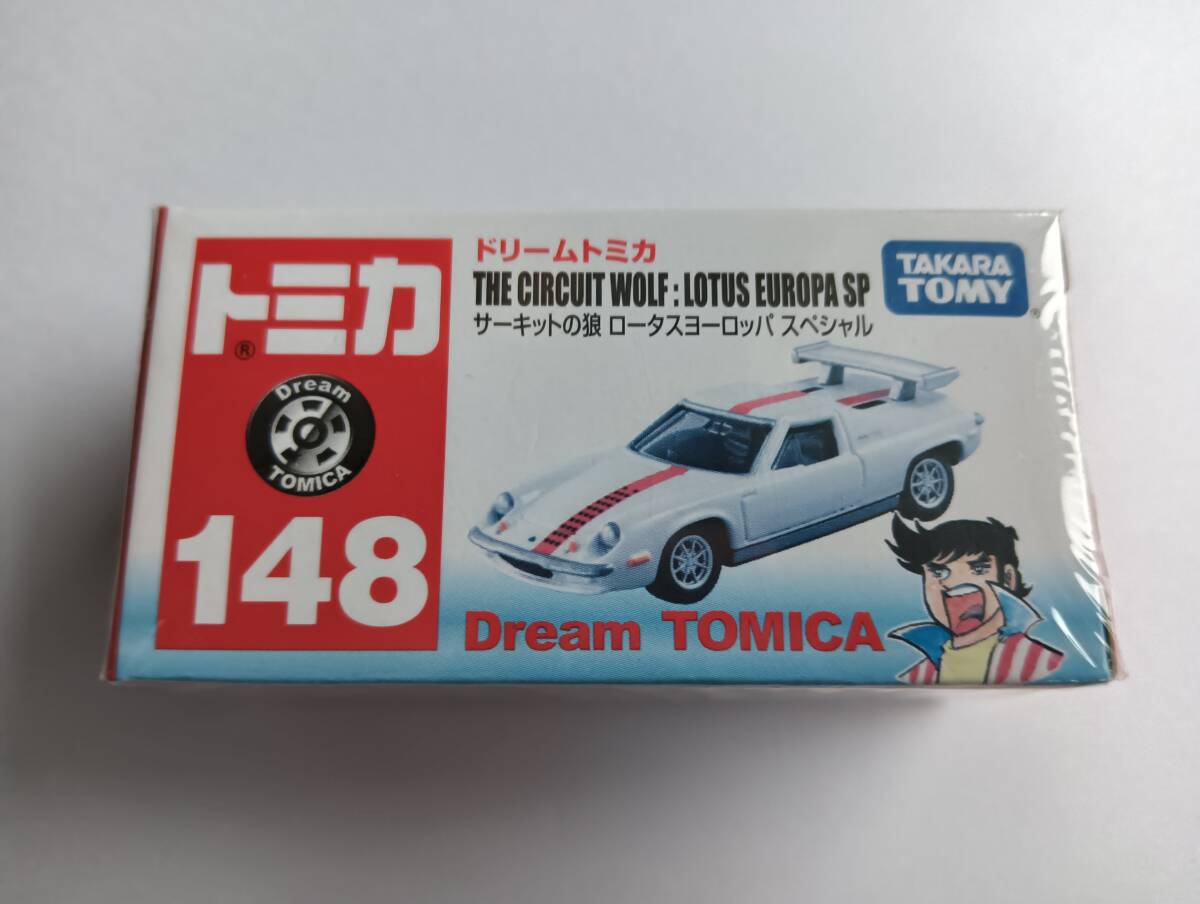 トミカ
®
Dream
TOMICA
148
ドリームトミカ
THE CIRCUIT WOLF : LOTUS EUROPA SP
サーキットの狼 ロータスヨーロッパ スペシャル
TAKARA
TOMY
®
Dream TOMICA